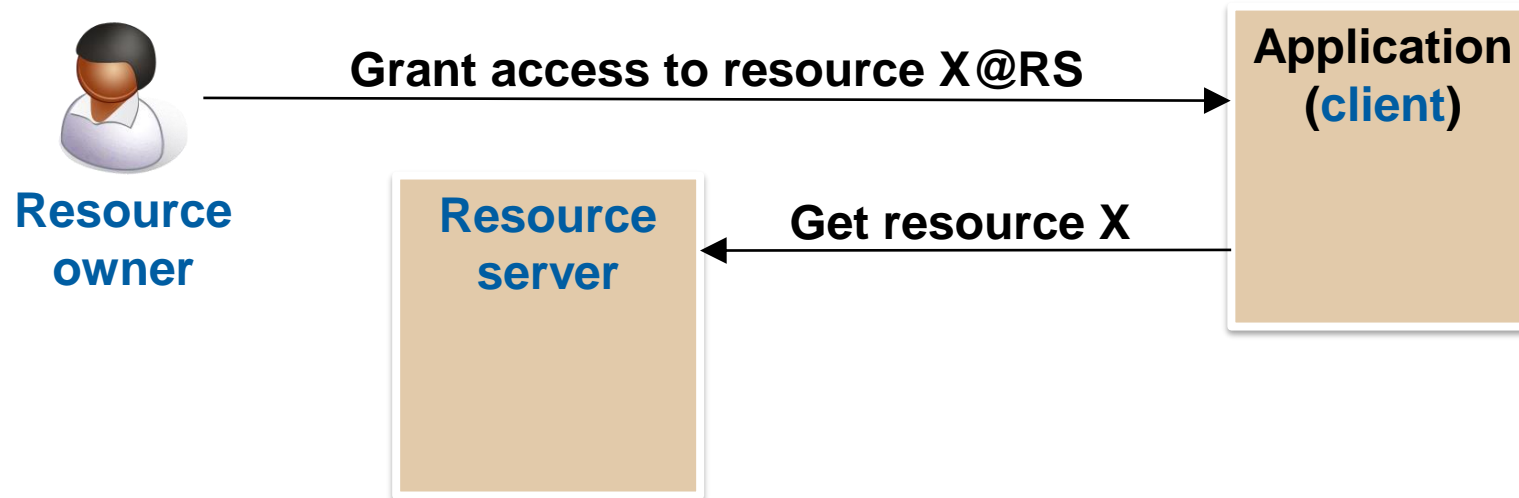 Grant access to resource X@RS
Application
(client)
Resource
owner
Resource
server
Get resource X